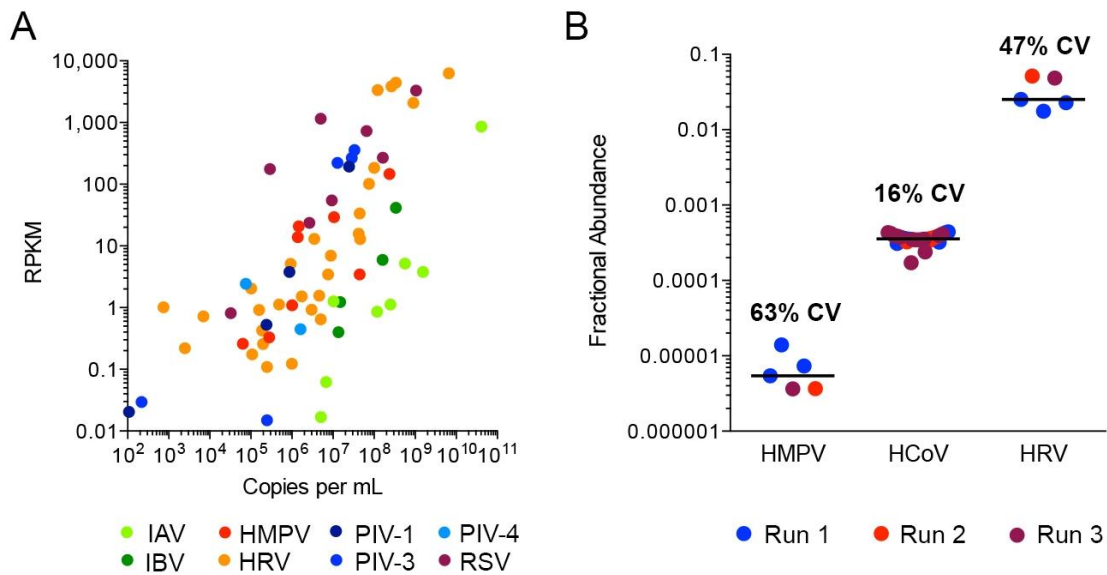 A
10,000
1,000
100
10
1
0.1
0.01
RPKM
10² 10³ 10⁴ 10⁵ 10⁶ 10⁷ 10⁸ 10⁹ 10¹⁰ 10¹¹
Copies per mL
IAV HMPV PIV-1 PIV-4
IBV HRV PIV-3 RSV
B
47% CV
16% CV
63% CV
0.1
0.01
0.001
0.0001
0.00001
0.000001
Fractional Abundance
HMPV HCoV HRV
Run 1 Run 2 Run 3